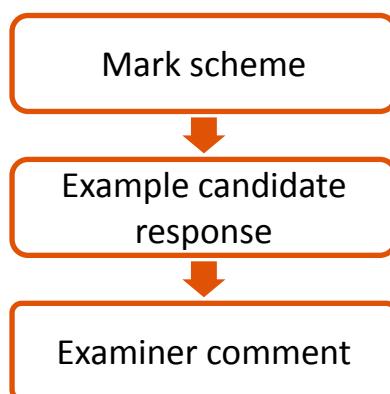 Mark scheme
Example candidate
response
Examiner comment